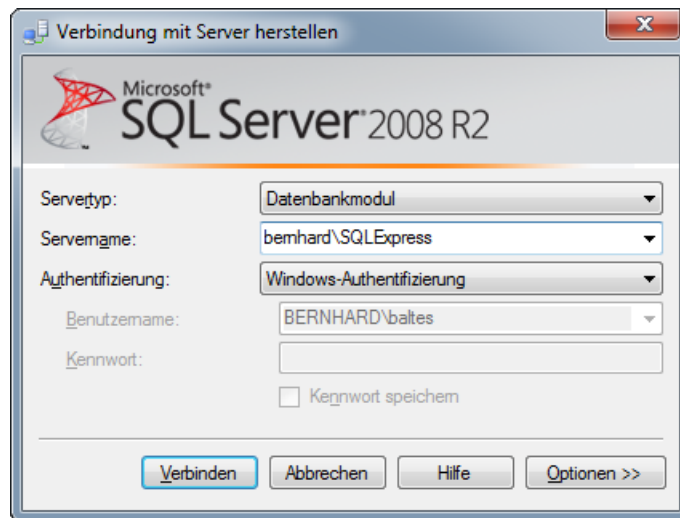 Verbindung mit Server herstellen
Microsoft®
SQL Server® 2008 R2
Servertyp: Datenbankmodul
Servername: bernhard\SQLExpress
Authentifizierung: Windows-Authentifizierung
Benutzername: BERNHARD\baltes
Kennwort:
Kennwort speichern
Verbinden Abbrechen Hilfe Optionen >>